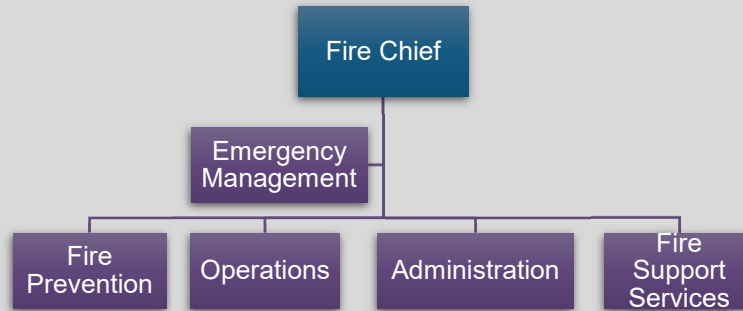 Fire Chief
Emergency
Management
Fire
Prevention
Operations
Administration
Fire
Support
Services